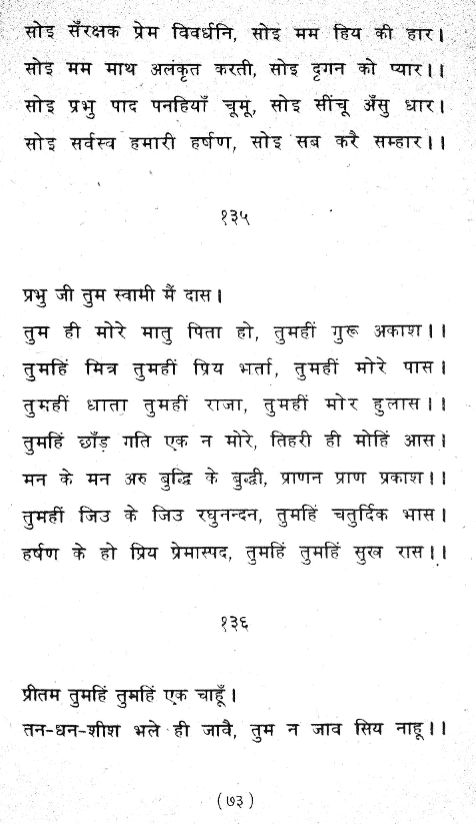 सोइ सँरक्षक प्रेम विवर्धनि, सोइ मम हिय की हार।
सोइ मम माथ अलंकृत करती, सोइ दृगन को प्यार।।
सोइ प्रभु पाद पनहियाँ चूमू, सोइ सींचू अँसु धार।
सोइ सर्वस्व हमारी हर्षण, सोइ सब करै सम्हार।।
१३५
प्रभु जी तुम स्वामी मैं दास।
तुम ही मोरे मातु पिता हो, तुमहीं गुरू अकाश।।
तुमहिं मित्र तुमहीं प्रिय भर्ता, तुमहीं मोरे पास।
तुमहीं धाता तुमहीं राजा, तुमहीं मोर हुलास।।
तुमहिं छाँड़ गति एक न मोरे, तिहरी ही मोहिं आस।
मन के मन अरु बुद्धि के बुद्धी, प्राणन प्राण प्रकाश।।
तुमहीं जिउ के जिउ रघुनन्दन, तुमहिं चतुर्दिक भास।
हर्षण के हो प्रिय प्रेमास्पद, तुमहिं तुमहिं सुख रास।।
१३६
प्रीतम तुमहिं तुमहिं एक चाहूँ।
तन-धन-शीश भले ही जावै, तुम न जाव सिय नाहू।।
(७३)